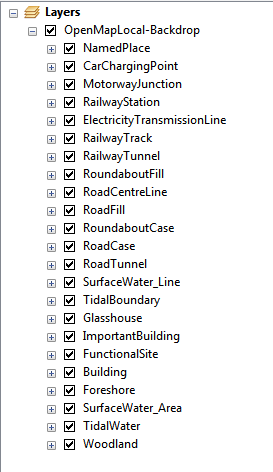 Layers
OpenMapLocal-Backdrop
NamedPlace
CarChargingPoint
MotorwayJunction
RailwayStation
ElectricityTransmissionLine
RailwayTrack
RailwayTunnel
RoundaboutFill
RoadCentreLine
RoadFill
RoundaboutCase
RoadCase
RoadTunnel
SurfaceWater_Line
TidalBoundary
Glasshouse
ImportantBuilding
FunctionalSite
Building
Foreshore
SurfaceWater_Area
TidalWater
Woodland